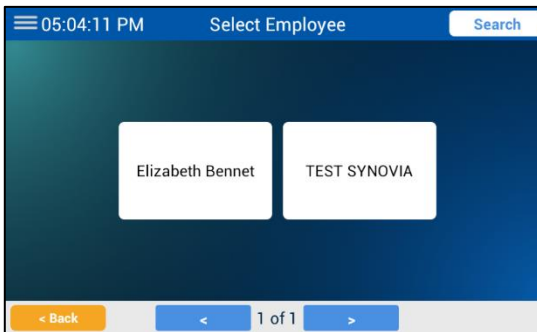 05:04:11 PM Select Employee Search
Elizabeth Bennet TEST SYNOVIA
< Back < 1 of 1 >